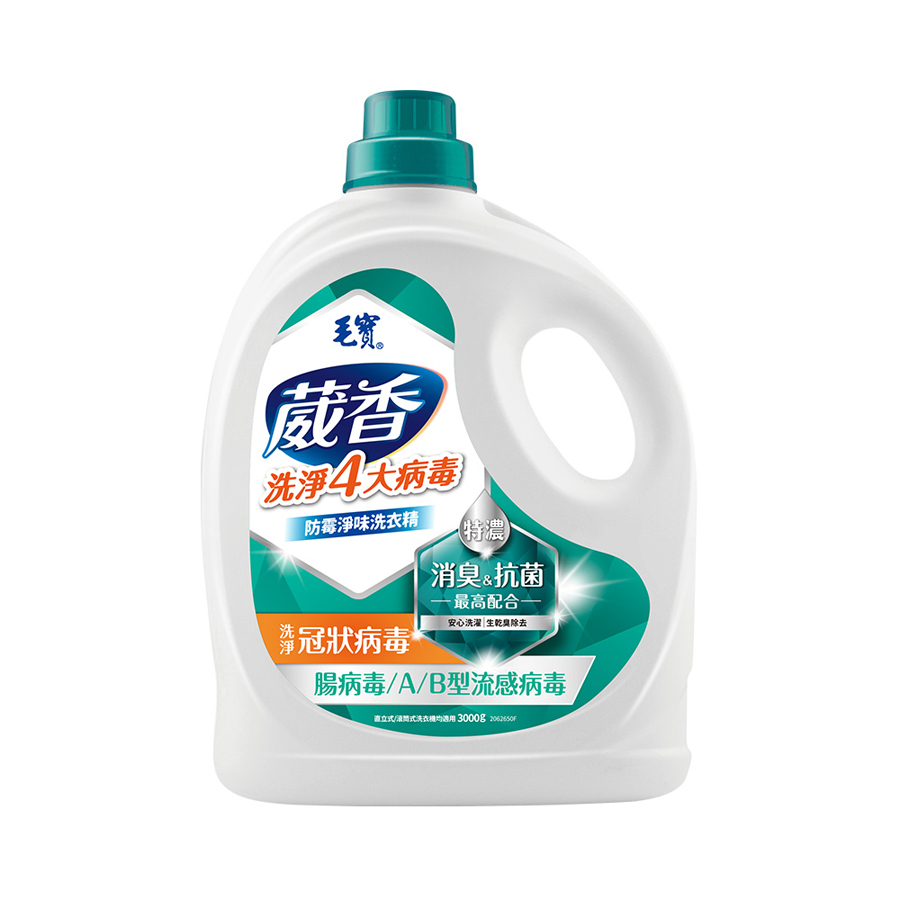 毛寶®
葳香
洗淨4大病毒
防霉淨味洗衣精
特濃
消臭&抗菌
最高配合
安心洗濯|生乾臭除去
洗淨 冠狀病毒
腸病毒/A/B型流感病毒
直立式/滾筒式洗衣機均適用 3000g 2062650F